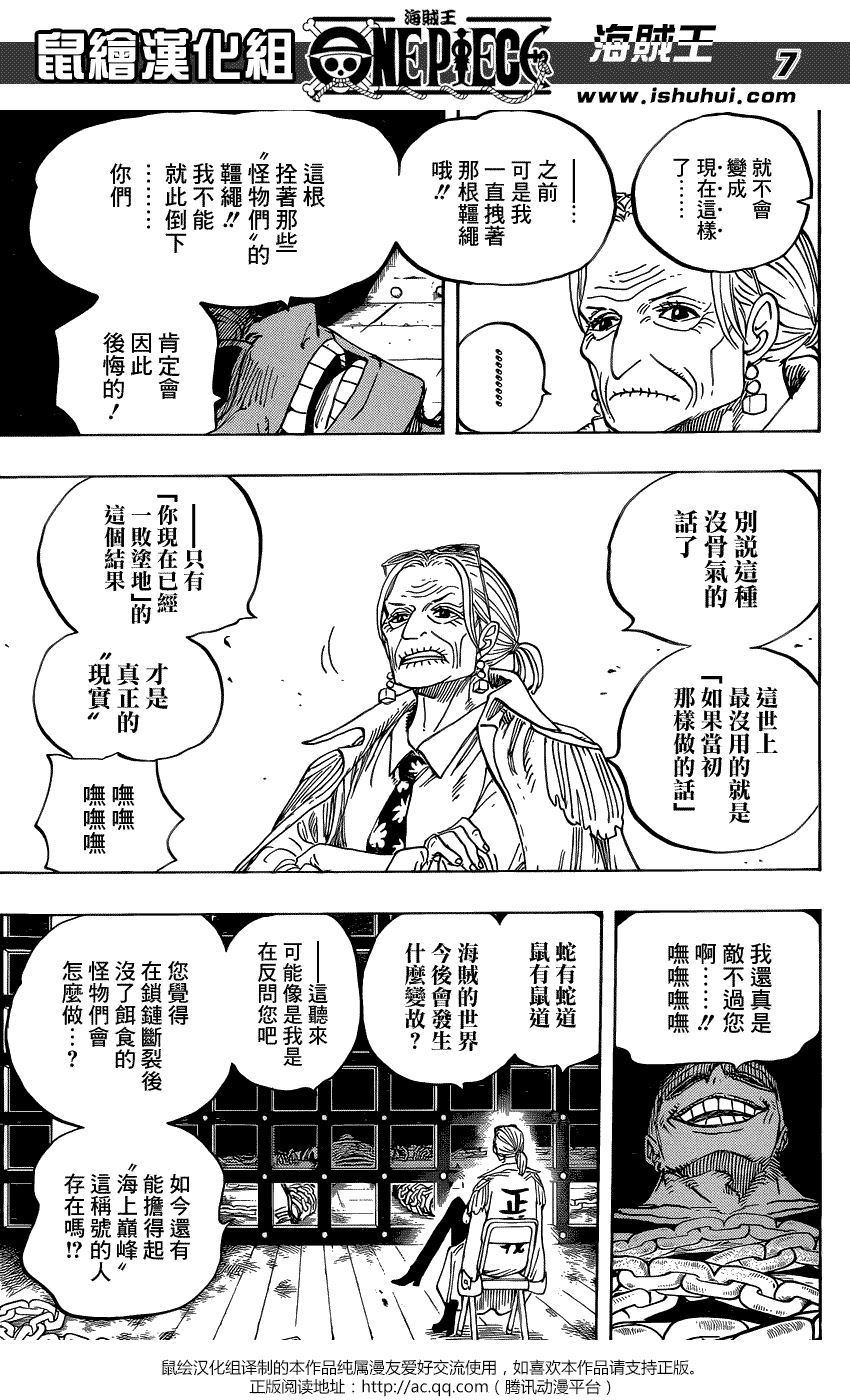 鼠繪漢化組
海賊王
ONE PIECE
海賊王
7
www.ishuhui.com
就不會
變成
現在這樣
了……
…………
——…
之前
可是我
一直拽著
那根韁繩
哦!!
這根
拴著那些
〝怪物們〞的
韁繩!!
我不能
就此倒下
………
你們
肯定會
因此
後悔的!
別說這種
沒骨氣的
話了
這世上
最沒用的就是
「如果當初
那樣做的話」
——只有
「你現在已經
一敗塗地」的
這個結果
才是
真正的
〝現實〞
嘸嘸
嘸嘸嘸
我還真是
敵不過您
啊……!!
嘸嘸嘸嘸
蛇有蛇道
鼠有鼠道
海賊的世界
今後會發生
什麼變故?
——這聽來
可能像是我是
在反問您吧
您覺得
在鎖鏈斷裂後
沒了餌食的
怪物們會
怎麼做…?
如今還有
能擔得起
〝海上巔峰〞
這稱號的人
存在嗎!?
正
鼠绘汉化组译制的本作品纯属漫友爱好交流使用，如喜欢本作品请支持正版。
正版阅读地址：http://ac.qq.com（腾讯动漫平台）